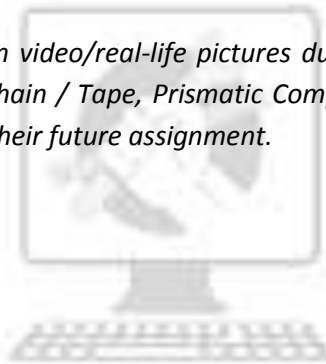 video/real-life pictures du
hain / Tape, Prismatic Com
heir future assignment.